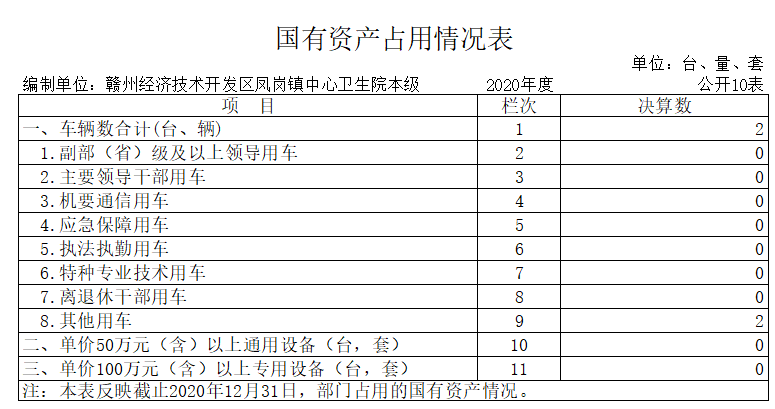 国有资产占用情况表
单位：台、量、套
编制单位：赣州经济技术开发区凤岗镇中心卫生院本级 2020年度 公开10表
项 目 栏次 决算数
一、车辆数合计(台、辆) 1 2
1.副部（省）级及以上领导用车 2 0
2.主要领导干部用车 3 0
3.机要通信用车 4 0
4.应急保障用车 5 0
5.执法执勤用车 6 0
6.特种专业技术用车 7 0
7.离退休干部用车 8 0
8.其他用车 9 2
二、单价50万元（含）以上通用设备（台，套） 10 0
三、单价100万元（含）以上专用设备（台，套） 11 0
注：本表反映截止2020年12月31日，部门占用的国有资产情况。